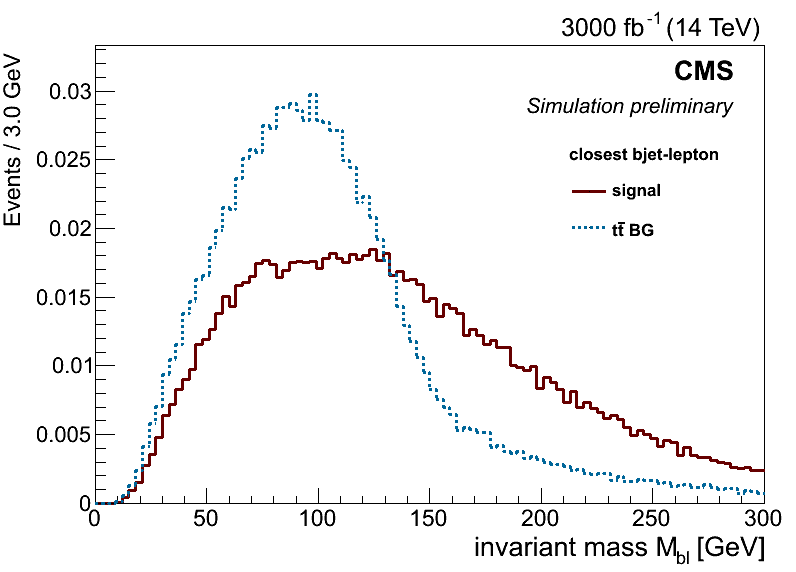 3000 fb-1 (14 TeV)
CMS
Simulation preliminary
closest bjet-lepton
signal
tt̄ BG
Events / 3.0 GeV
0.03
0.025
0.02
0.015
0.01
0.005
0
0 50 100 150 200 250 300
invariant mass Mbl [GeV]